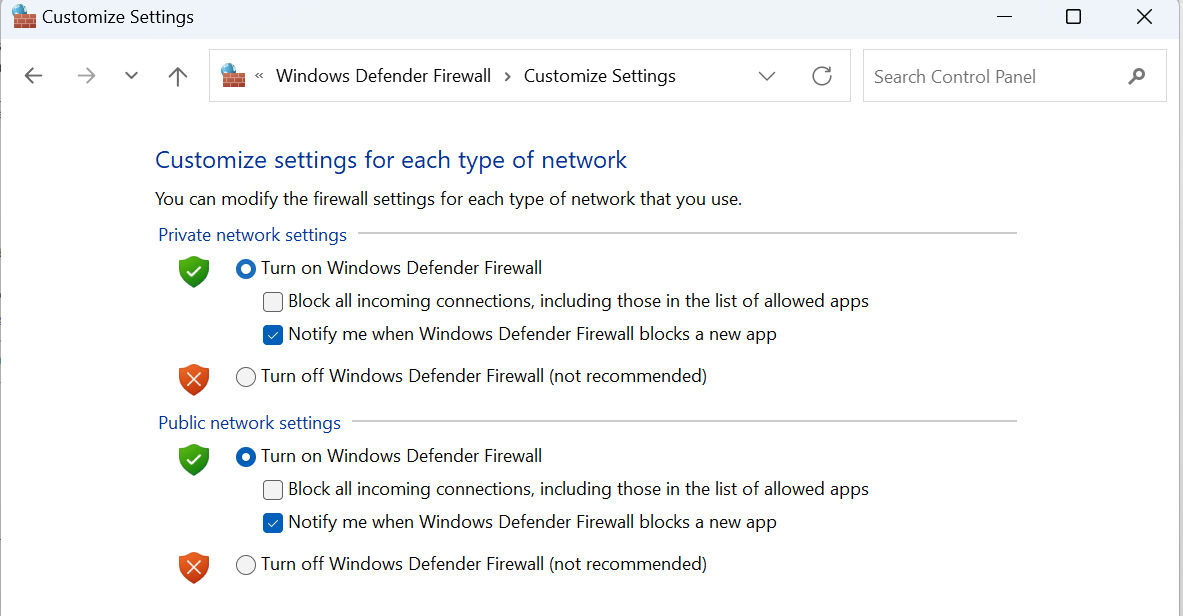 Customize Settings
« Windows Defender Firewall › Customize Settings
Search Control Panel
Customize settings for each type of network
You can modify the firewall settings for each type of network that you use.
Private network settings
Turn on Windows Defender Firewall
Block all incoming connections, including those in the list of allowed apps
Notify me when Windows Defender Firewall blocks a new app
Turn off Windows Defender Firewall (not recommended)
Public network settings
Turn on Windows Defender Firewall
Block all incoming connections, including those in the list of allowed apps
Notify me when Windows Defender Firewall blocks a new app
Turn off Windows Defender Firewall (not recommended)